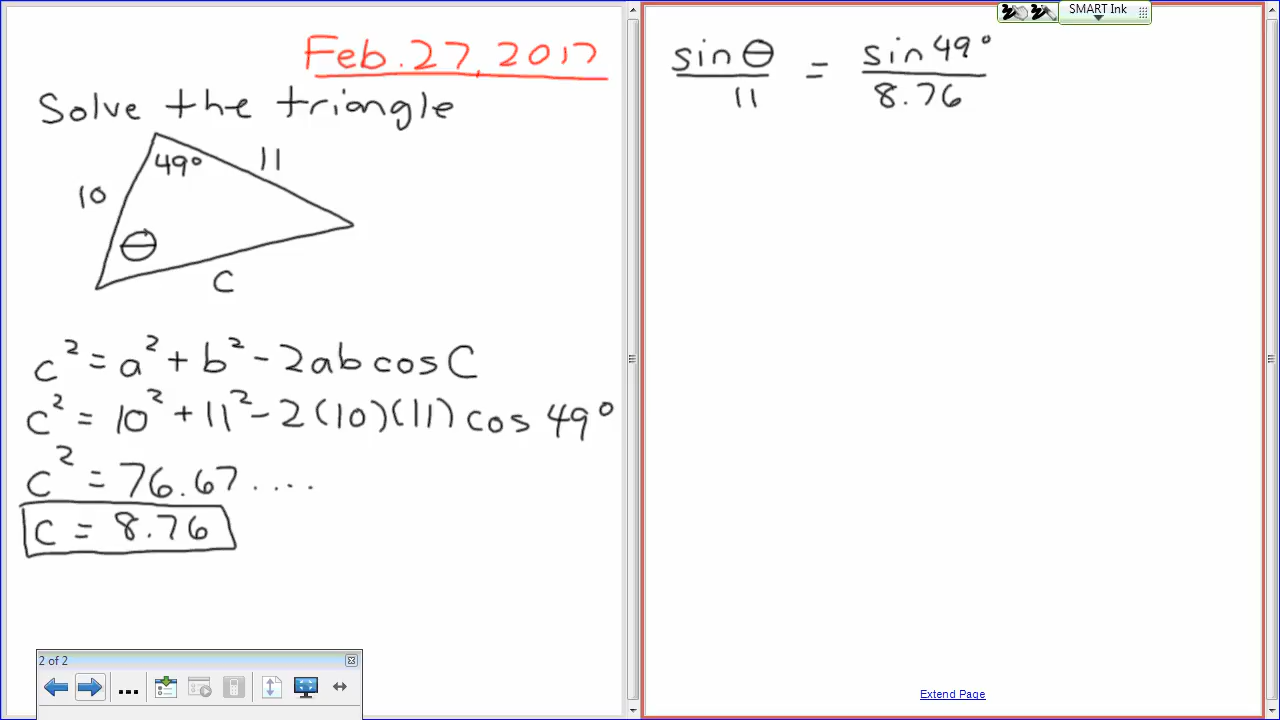 Feb. 27, 2017
Solve the triangle
49°
11
10
θ
c
c² = a² + b² - 2ab cos C
c² = 10² + 11² - 2(10)(11) cos 49°
c² = 76.67 ....
c = 8.76
2 of 2
...
SMART Ink
sin θ / 11 = sin 49° / 8.76
Extend Page